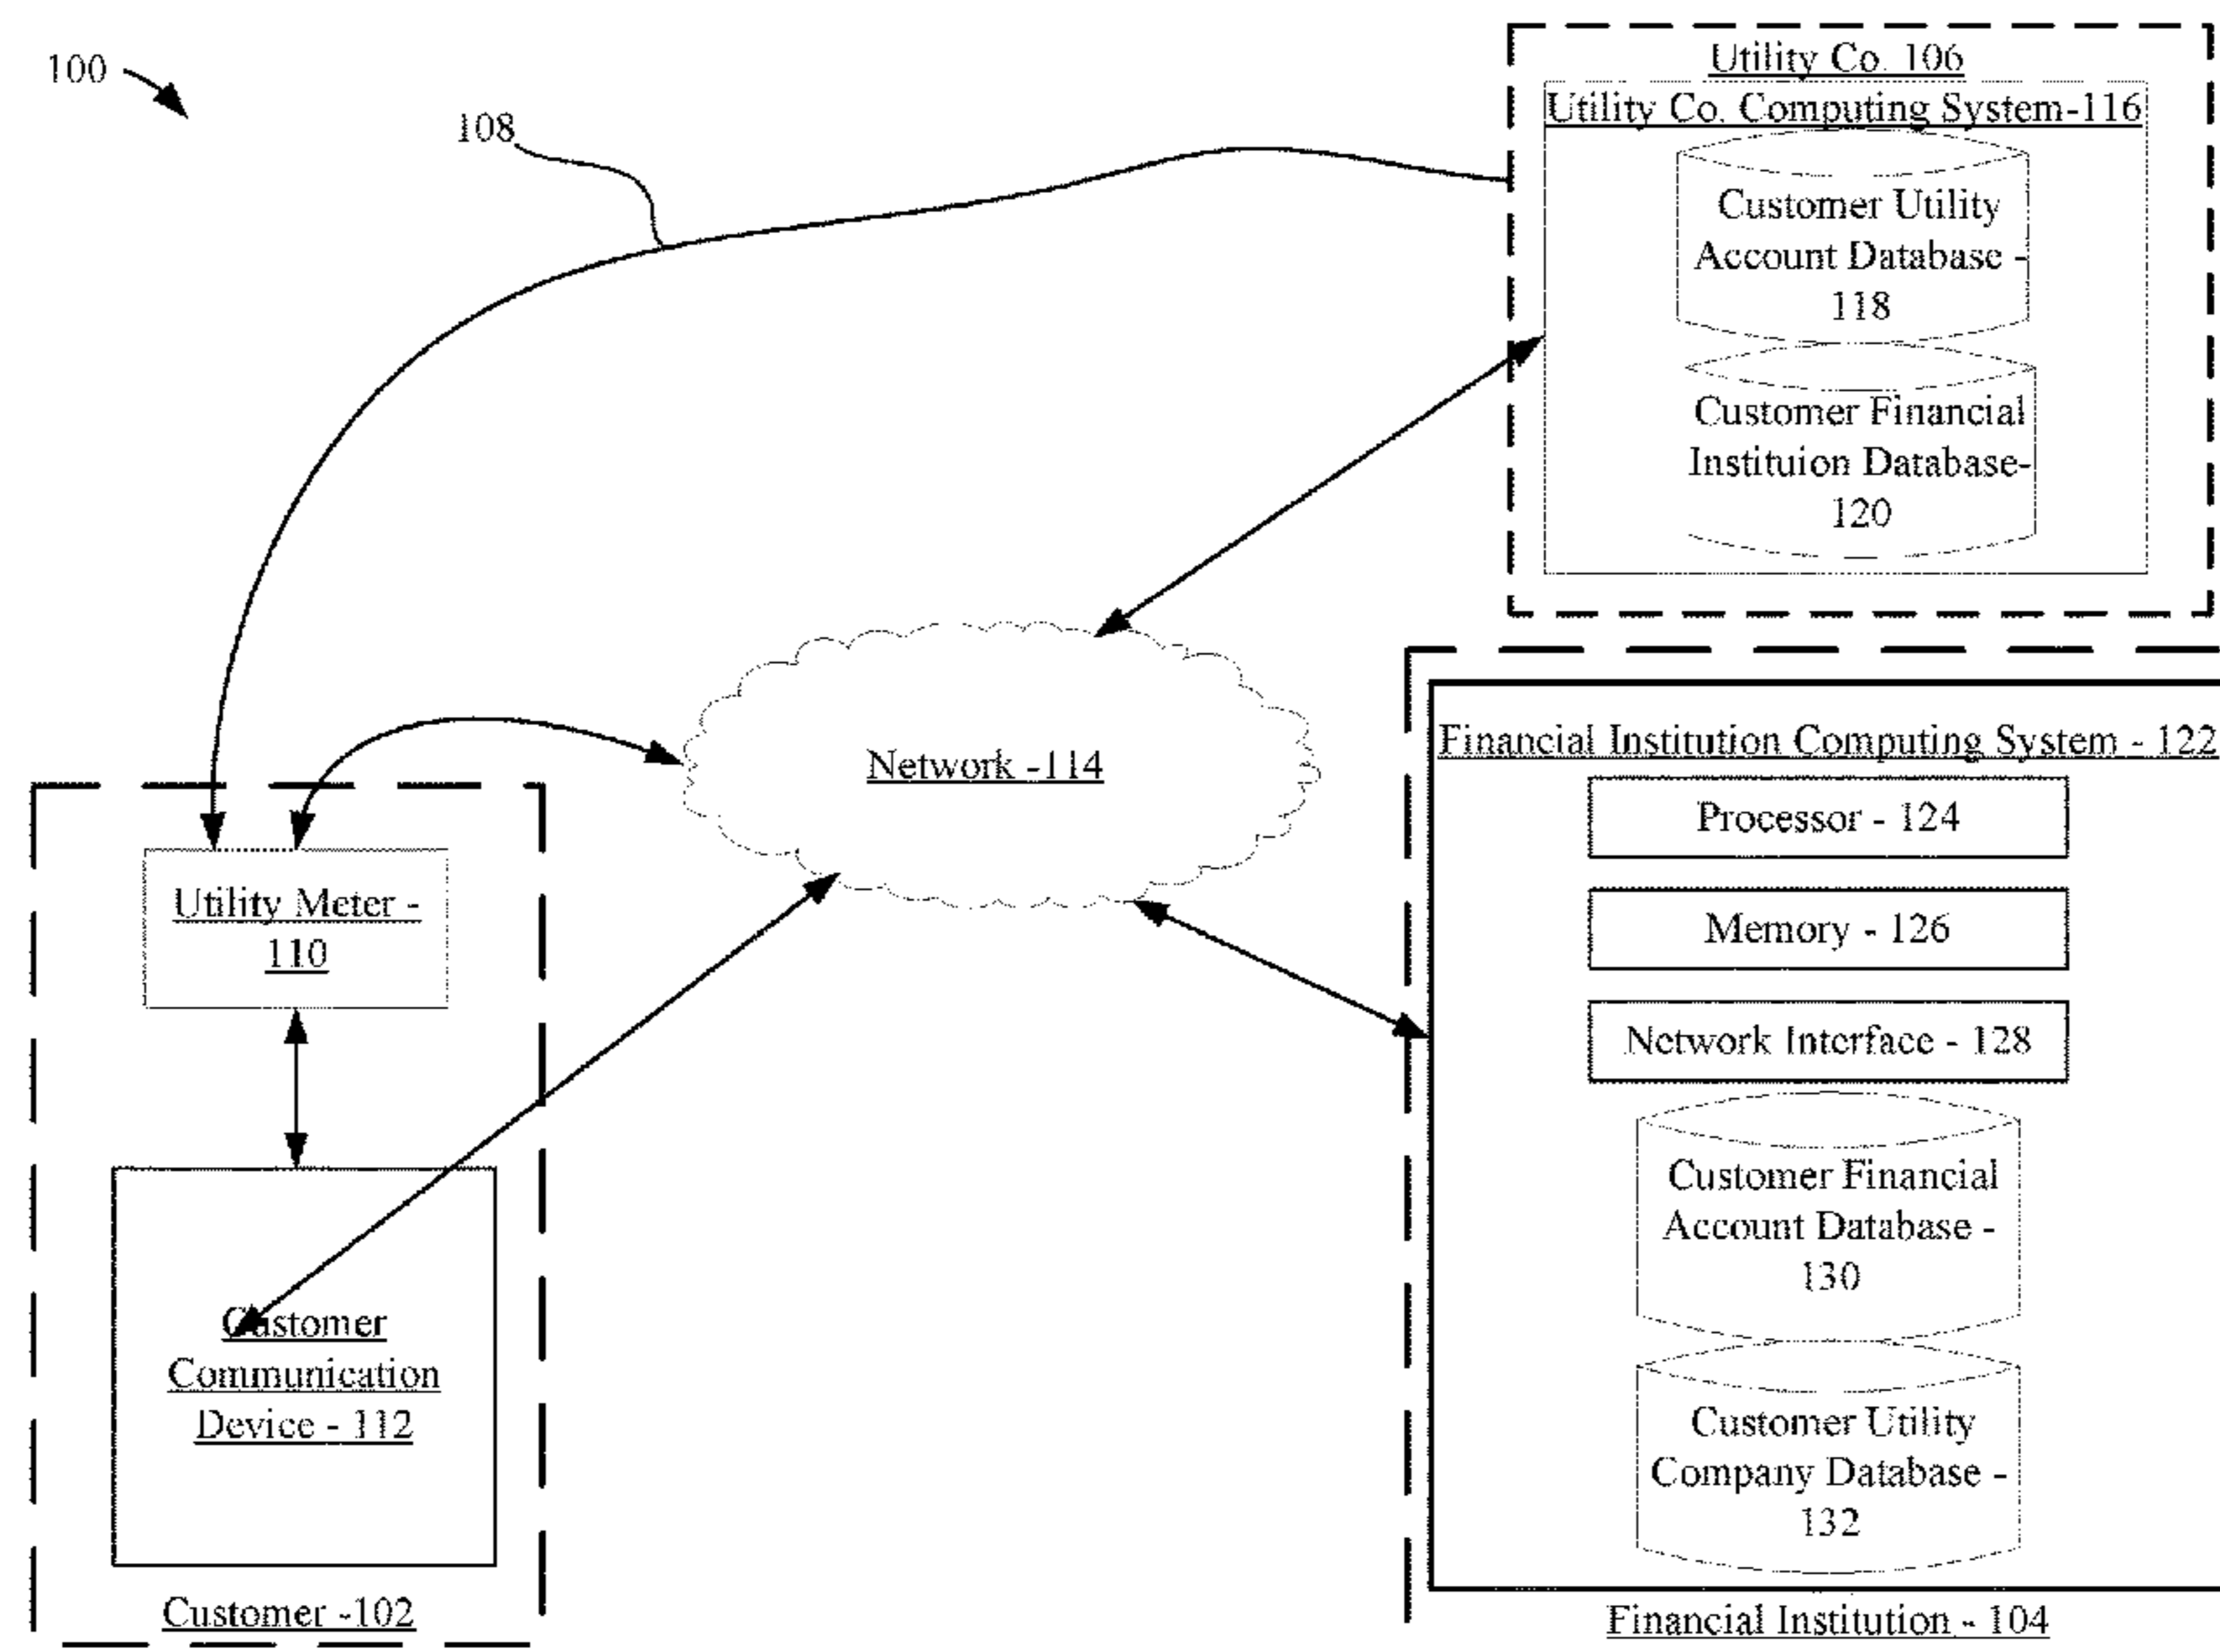 100
108
Utility Co. 106
Utility Co. Computing System-116
Customer Utility
Account Database -
118
Customer Financial
Instituion Database-
120
Network -114
Utility Meter -
110
Customer
Communication
Device - 112
Customer -102
Financial Institution Computing System - 122
Processor - 124
Memory - 126
Network Interface - 128
Customer Financial
Account Database -
130
Customer Utility
Company Database -
132
Financial Institution - 104